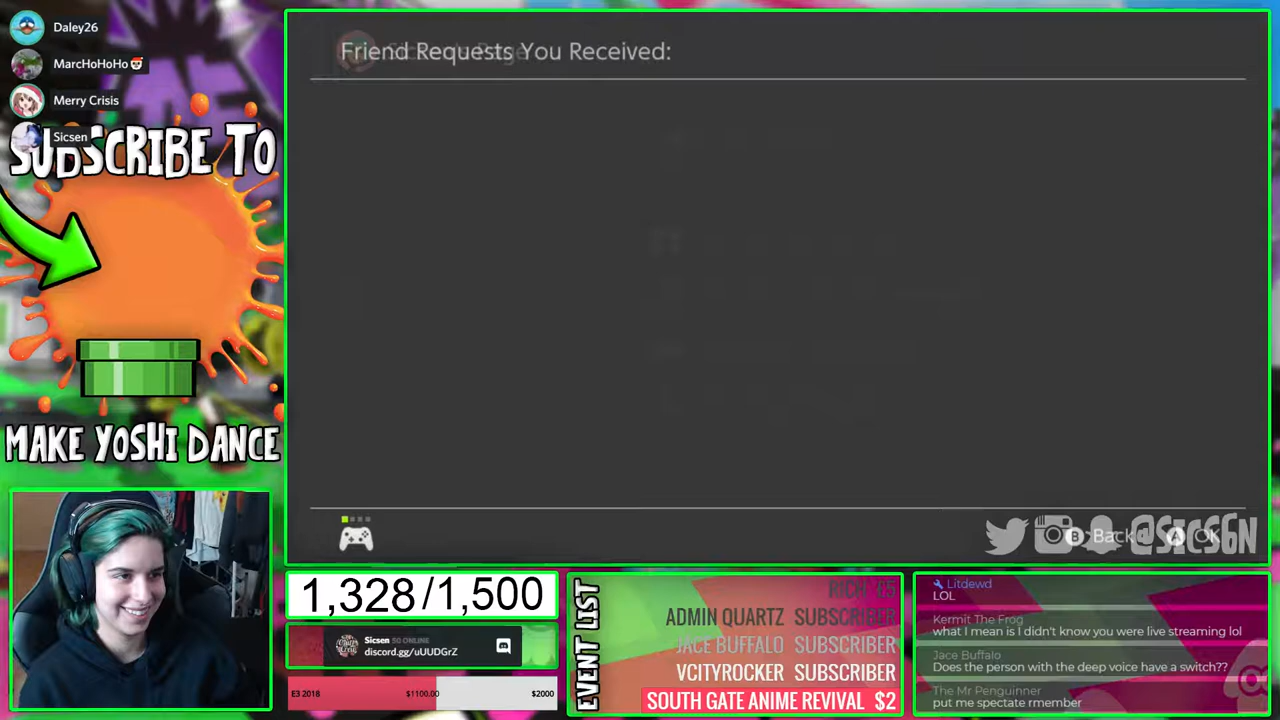 Daley26
MarcHoHoHo🎅
Merry Crisis
Sicsen
SUBSCRIBE TO
MAKE YOSHI DANCE
Friend Requests You Received:
B Back A OK
@SICS6N
1,328/1,500
Sicsen 50 ONLINE
discord.gg/uUUDGrZ
E3 2018 $1100.00 $2000
EVENT LIST
ADMIN QUARTZ SUBSCRIBER
JACE BUFFALO SUBSCRIBER
VCITYROCKER SUBSCRIBER
SOUTH GATE ANIME REVIVAL $2
Litdewd
LOL
Kermit The Frog
what I mean is I didn't know you were live streaming lol
Jace Buffalo
Does the person with the deep voice have a switch??
The Mr Penguinner
put me spectate rmember